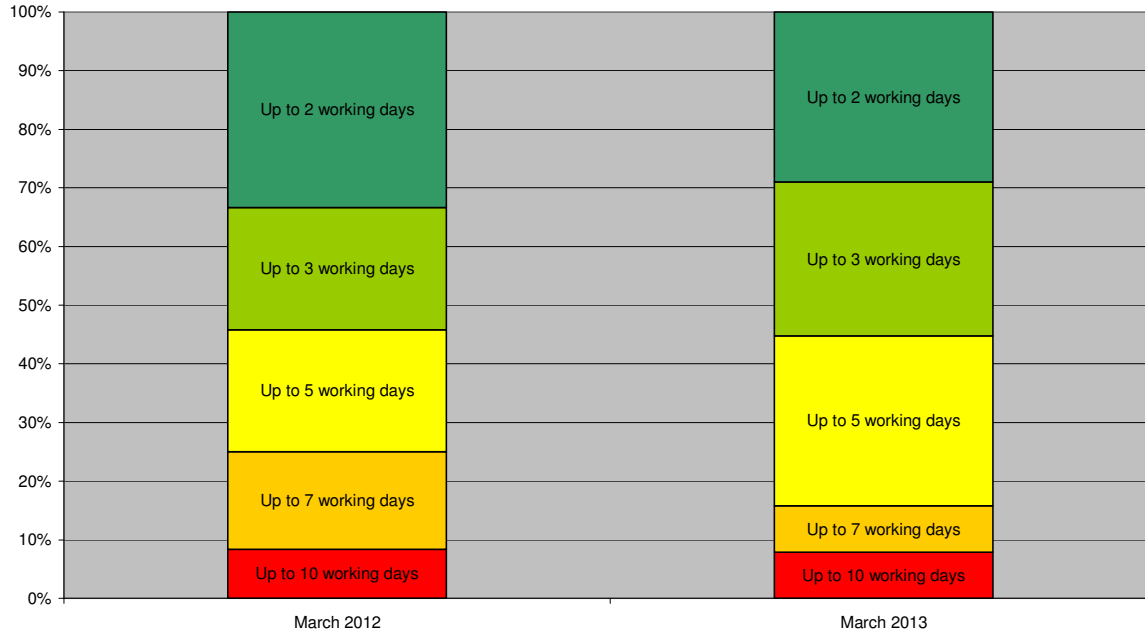 100%
90%
80%
70%
60%
50%
40%
30%
20%
10%
0%
Up to 2 working days
Up to 3 working days
Up to 5 working days
Up to 7 working days
Up to 10 working days
March 2012
Up to 2 working days
Up to 3 working days
Up to 5 working days
Up to 7 working days
Up to 10 working days
March 2013